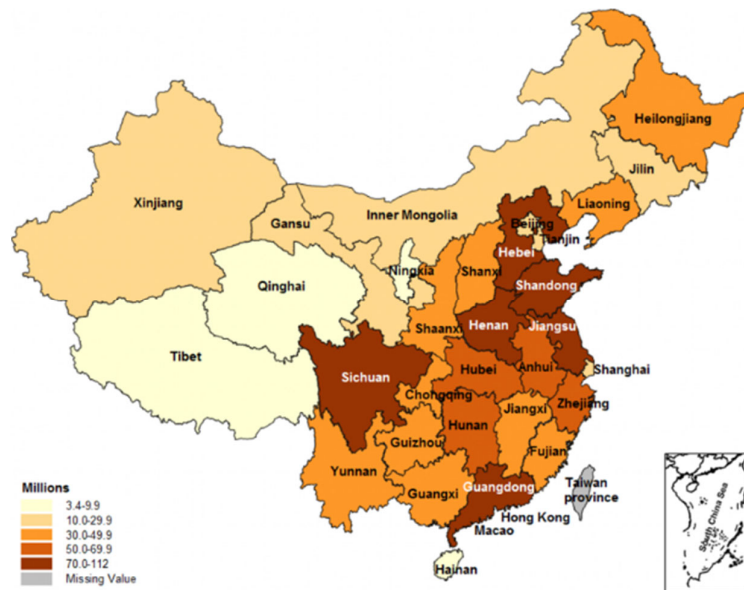 Heilongjiang
Jilin
Xinjiang
Inner Mongolia
Liaoning
Gansu
Beijing
Tianjin
Hebei
Ningxia
Shanxi
Qinghai
Shandong
Shaanxi
Henan
Jiangsu
Tibet
Sichuan
Hubei
Anhui
Shanghai
Chongqing
Zhejiang
Hunan
Jiangxi
Guizhou
Fujian
Yunnan
Guangxi
Guangdong
Taiwan
province
Hong Kong
Macao
Hainan
Millions
3.4-9.9
10.0-29.9
30.0-49.9
50.0-69.9
70.0-112
Missing Value
South China Sea